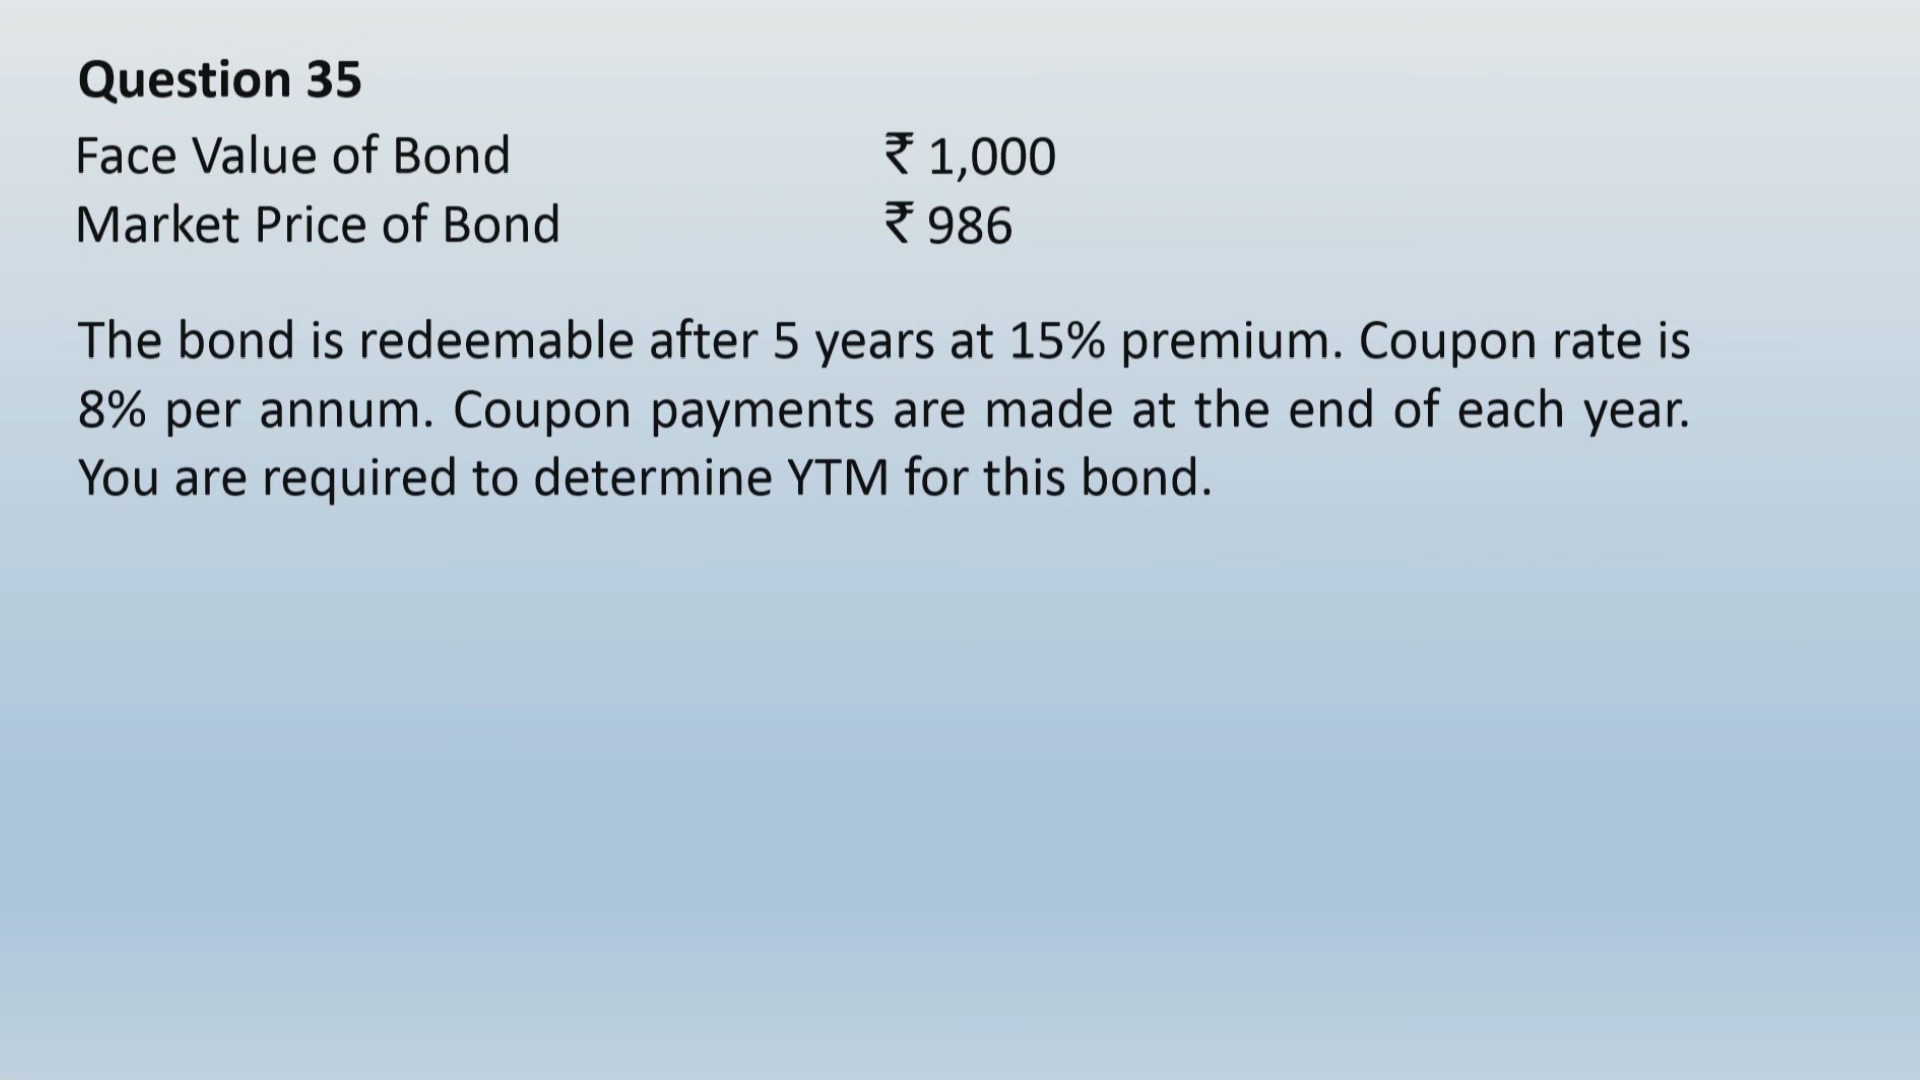 Question 35
Face Value of Bond ₹ 1,000
Market Price of Bond ₹ 986
The bond is redeemable after 5 years at 15% premium. Coupon rate is
8% per annum. Coupon payments are made at the end of each year.
You are required to determine YTM for this bond.